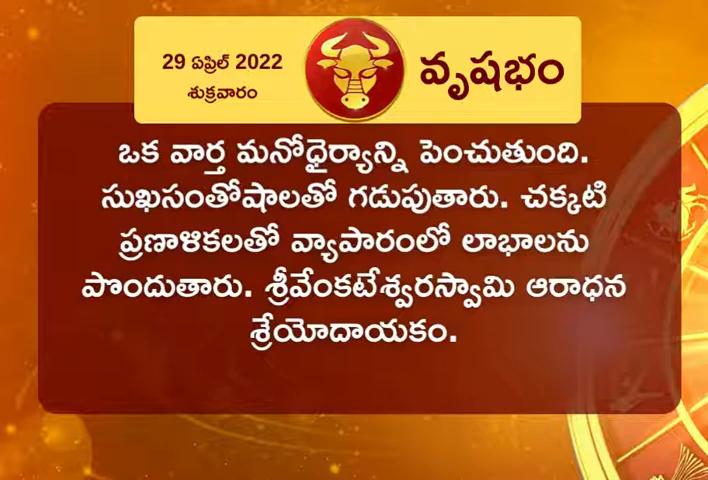 29 ఏప్రిల్ 2022
శుక్రవారం
వృషభం
ఒక వార్త మనోధైర్యాన్ని పెంచుతుంది.
సుఖసంతోషాలతో గడుపుతారు. చక్కటి
ప్రణాళికలతో వ్యాపారంలో లాభాలను
పొందుతారు. శ్రీవేంకటేశ్వరస్వామి ఆరాధన
శ్రేయోదాయకం.